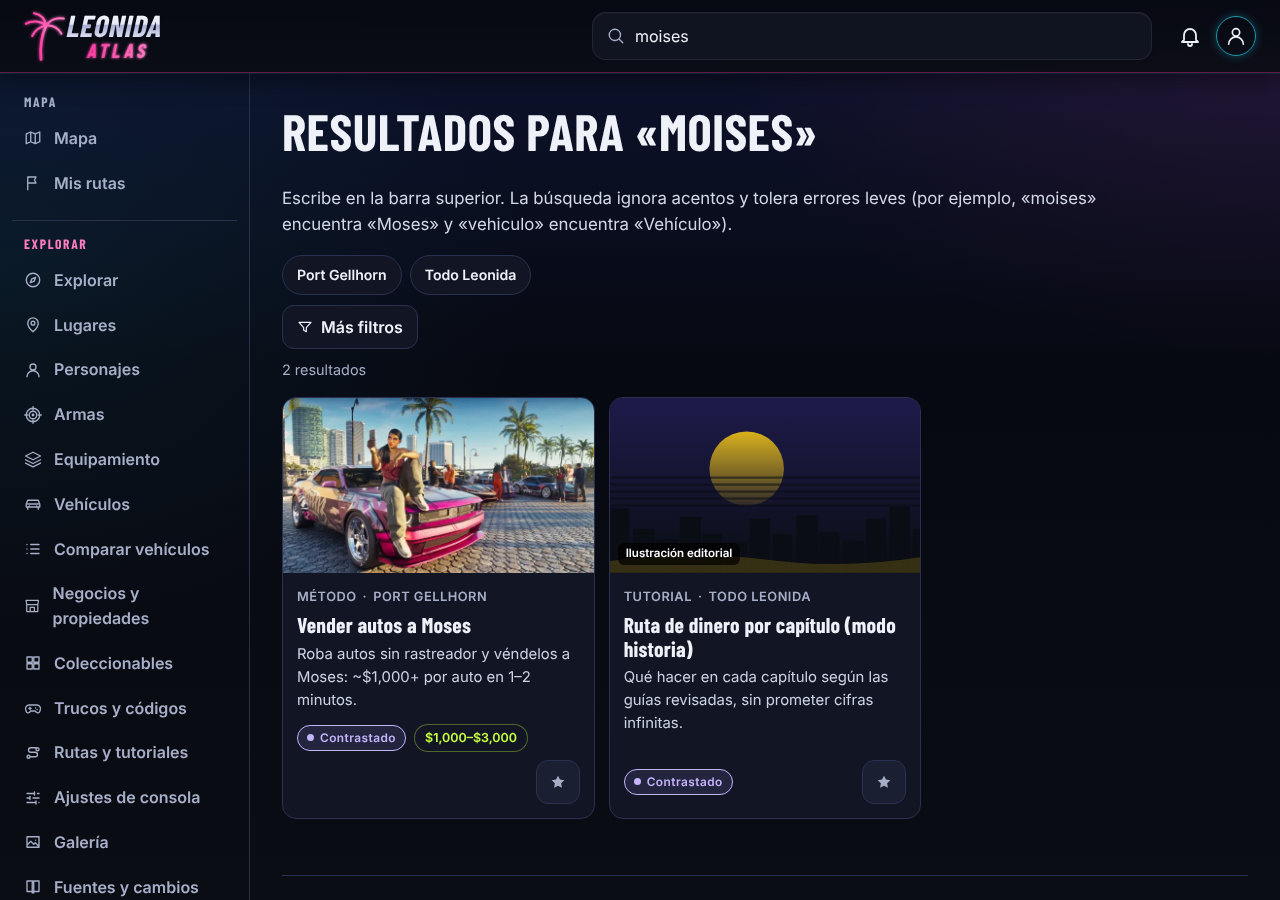 LEONIDA
ATLAS
moises
MAPA
Mapa
Mis rutas
EXPLORAR
Explorar
Lugares
Personajes
Armas
Equipamiento
Vehículos
Comparar vehículos
Negocios y
propiedades
Coleccionables
Trucos y códigos
Rutas y tutoriales
Ajustes de consola
Galería
Fuentes y cambios
RESULTADOS PARA «MOISES»
Escribe en la barra superior. La búsqueda ignora acentos y tolera errores leves (por ejemplo, «moises»
encuentra «Moses» y «vehiculo» encuentra «Vehículo»).
Port Gellhorn
Todo Leonida
Más filtros
2 resultados
MÉTODO · PORT GELLHORN
Vender autos a Moses
Roba autos sin rastreador y véndelos a
Moses: ~$1,000+ por auto en 1–2
minutos.
Contrastado
$1,000–$3,000
Ilustración editorial
TUTORIAL · TODO LEONIDA
Ruta de dinero por capítulo (modo
historia)
Qué hacer en cada capítulo según las
guías revisadas, sin prometer cifras
infinitas.
Contrastado